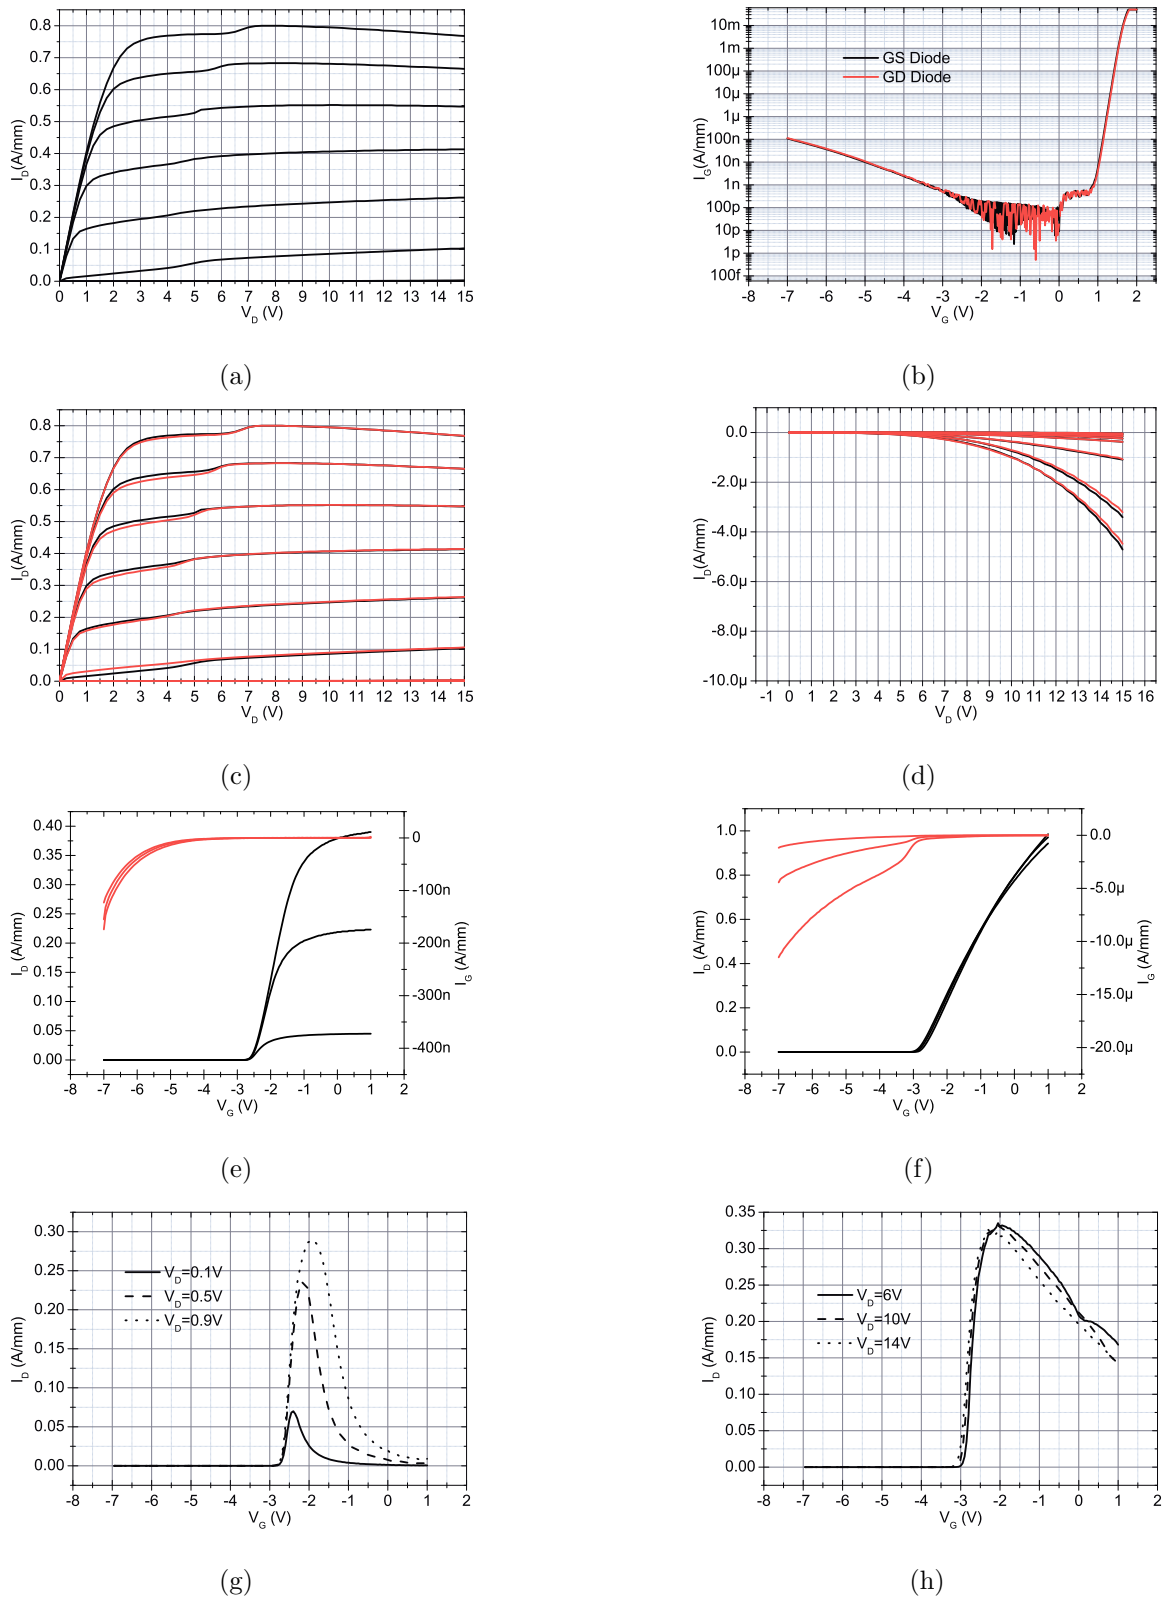 0.8
0.7
0.6
0.5
0.4
0.3
0.2
0.1
0.0
I_D(A/mm)
0 1 2 3 4 5 6 7 8 9 10 11 12 13 14 15
V_D (V)
(a)
10m
1m
100µ
10µ
1µ
100n
10n
1n
100p
10p
1p
100f
I_G(A/mm)
GS Diode
GD Diode
-8 -7 -6 -5 -4 -3 -2 -1 0 1 2
V_G (V)
(b)
0.8
0.7
0.6
0.5
0.4
0.3
0.2
0.1
0.0
I_D(A/mm)
0 1 2 3 4 5 6 7 8 9 10 11 12 13 14 15
V_D (V)
(c)
0.0
-2.0µ
-4.0µ
-6.0µ
-8.0µ
-10.0µ
I_D(A/mm)
-1 0 1 2 3 4 5 6 7 8 9 10 11 12 13 14 15 16
V_D (V)
(d)
0.40
0.35
0.30
0.25
0.20
0.15
0.10
0.05
0.00
I_D (A/mm)
0
-100n
-200n
-300n
-400n
I_G (A/mm)
-8 -7 -6 -5 -4 -3 -2 -1 0 1 2
V_G (V)
(e)
1.0
0.8
0.6
0.4
0.2
0.0
I_D (A/mm)
0.0
-5.0µ
-10.0µ
-15.0µ
-20.0µ
I_G (A/mm)
-8 -7 -6 -5 -4 -3 -2 -1 0 1 2
V_G (V)
(f)
0.30
0.25
0.20
0.15
0.10
0.05
0.00
I_D (A/mm)
V_D=0.1V
V_D=0.5V
V_D=0.9V
-8 -7 -6 -5 -4 -3 -2 -1 0 1 2
V_G (V)
(g)
0.35
0.30
0.25
0.20
0.15
0.10
0.05
0.00
I_D (A/mm)
V_D=6V
V_D=10V
V_D=14V
-8 -7 -6 -5 -4 -3 -2 -1 0 1 2
V_G (V)
(h)